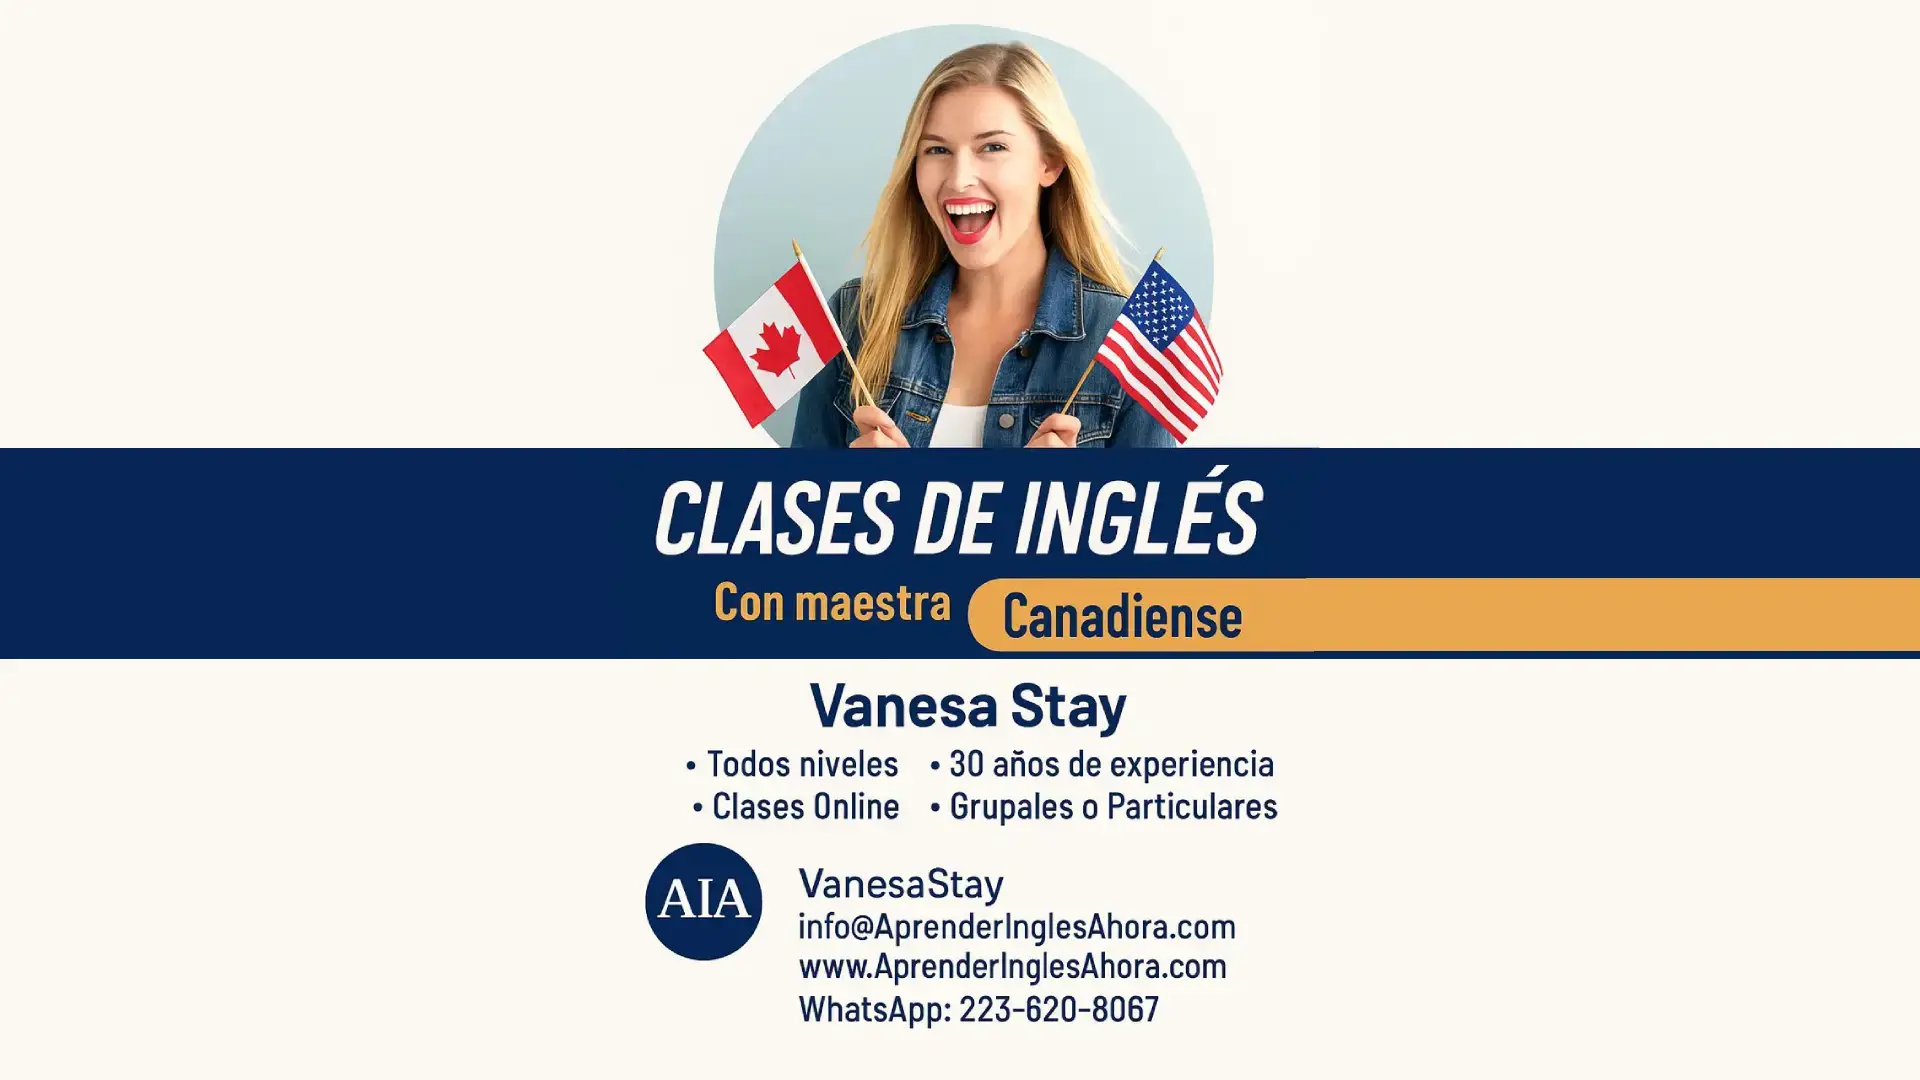 CLASES DE INGLÉS
Con maestra Canadiense
Vanesa Stay
• Todos niveles • 30 años de experiencia
• Clases Online • Grupales o Particulares
AIA
VanesaStay
info@AprenderInglesAhora.com
www.AprenderInglesAhora.com
WhatsApp: 223-620-8067